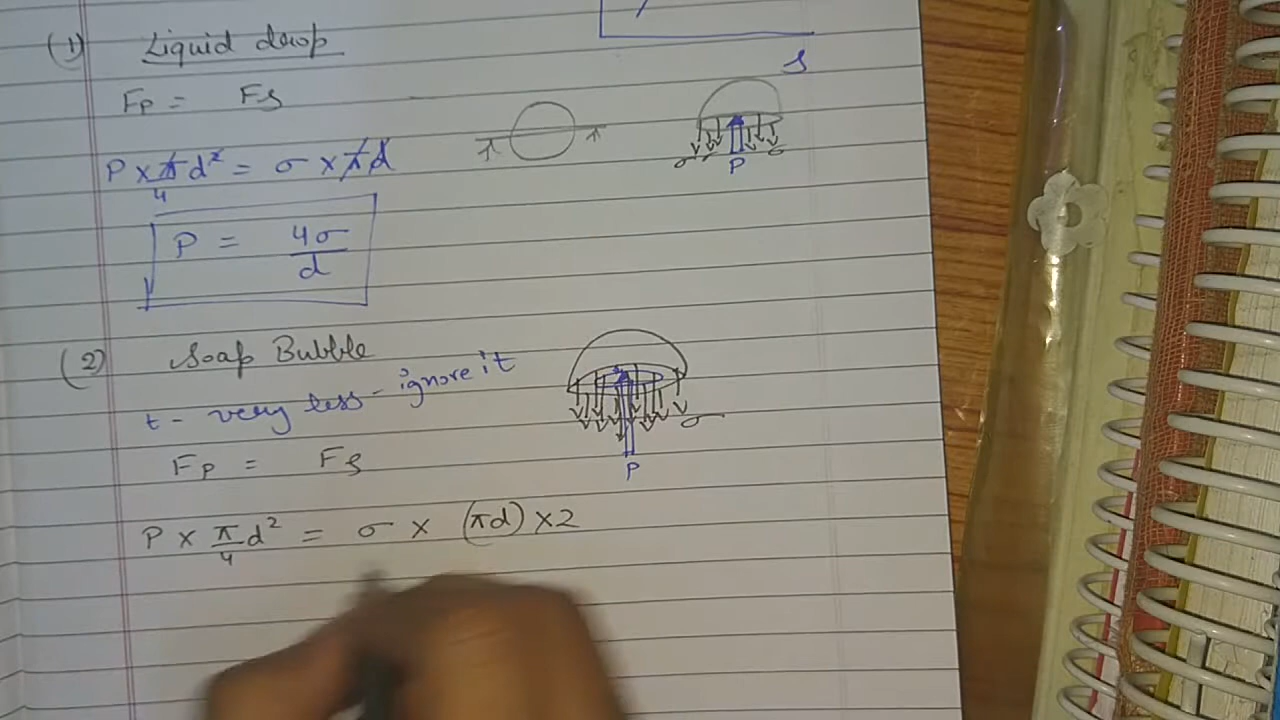 (1) Liquid drop
Fp = Fs
P × π/4 d² = σ × πd
P = 4σ/d
σ P σ
(2) Soap Bubble
t - very less - ignore it
Fp = Fs
σ
P
P × π/4 d² = σ × (πd) × 2